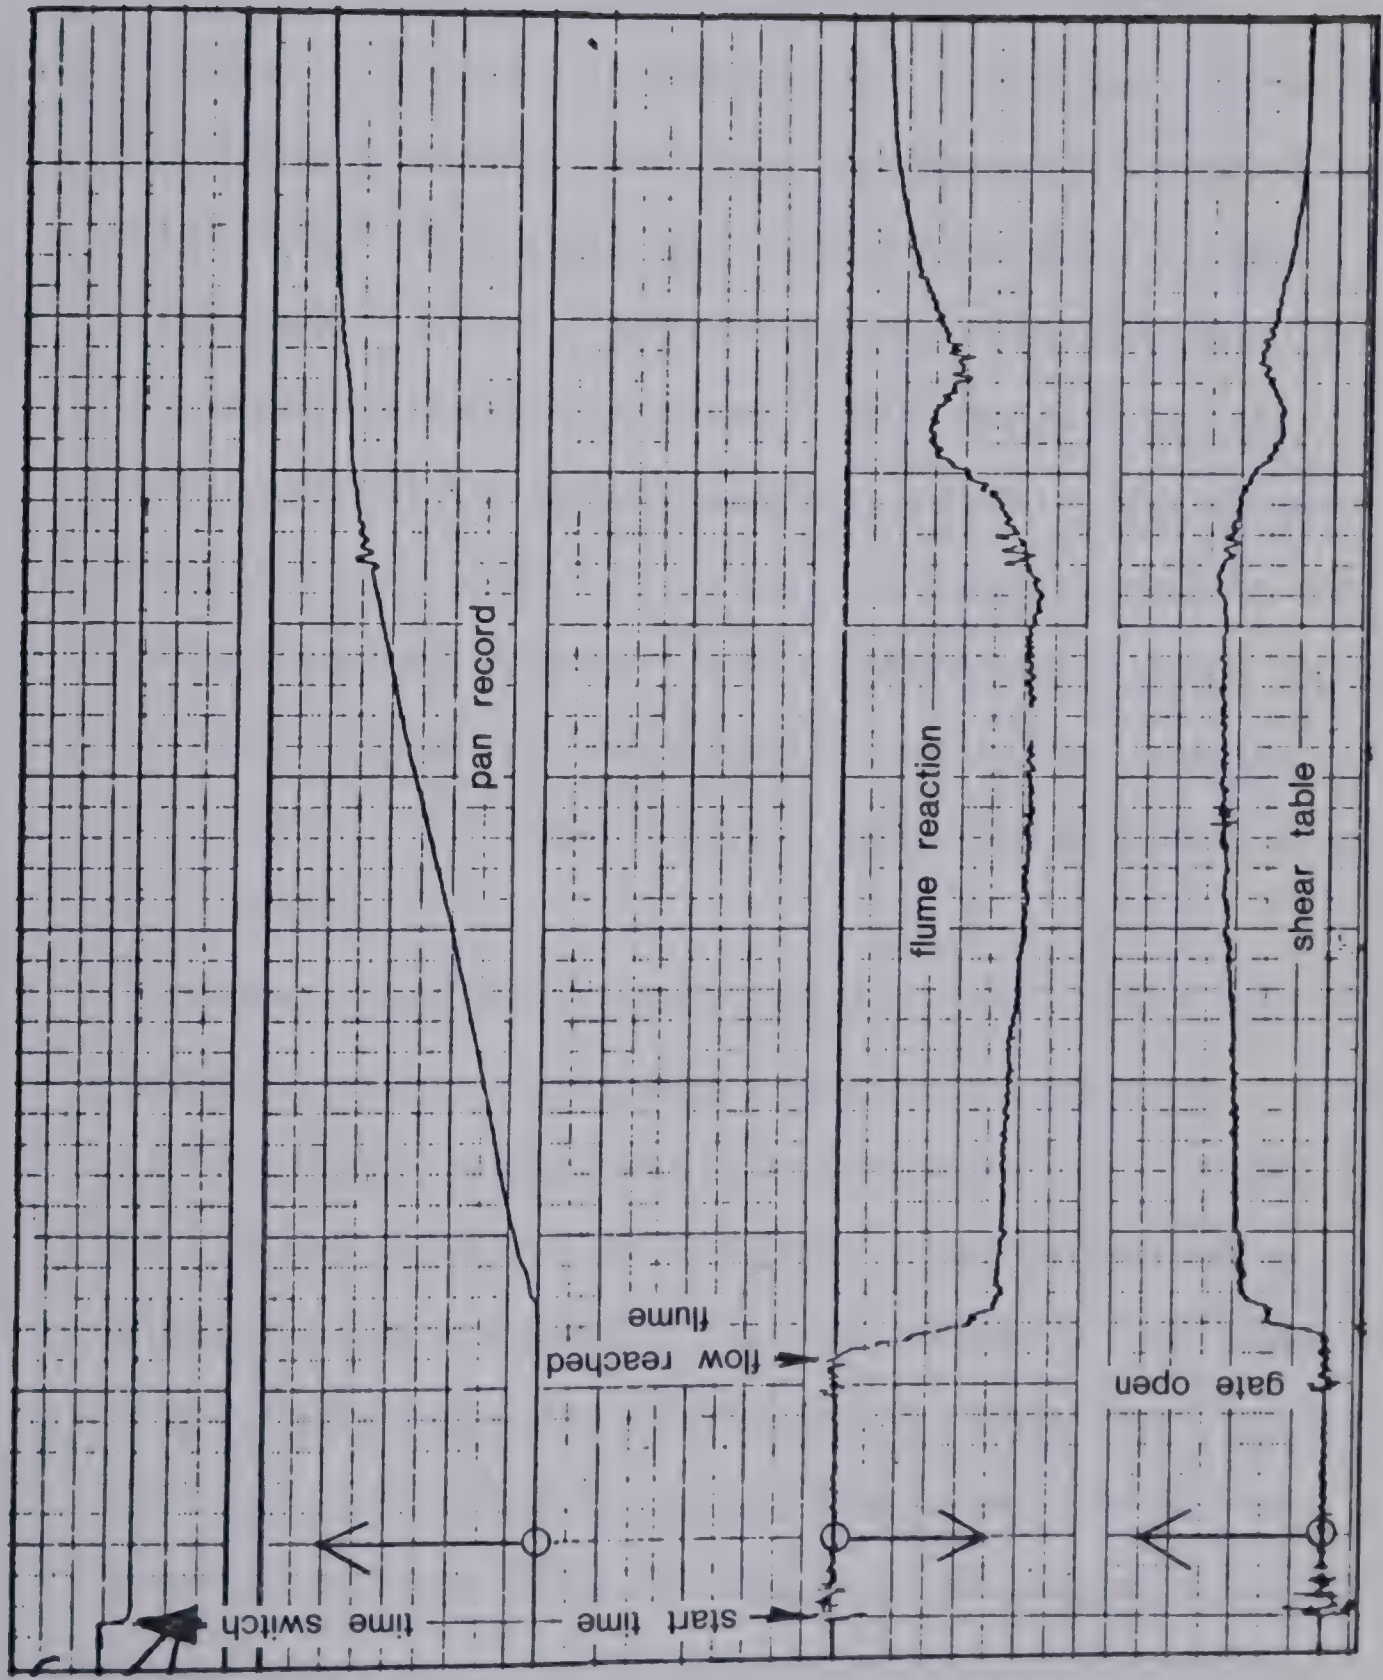 pan record
flume reaction
shear table
flow reached
flume
gate open
time switch
start time